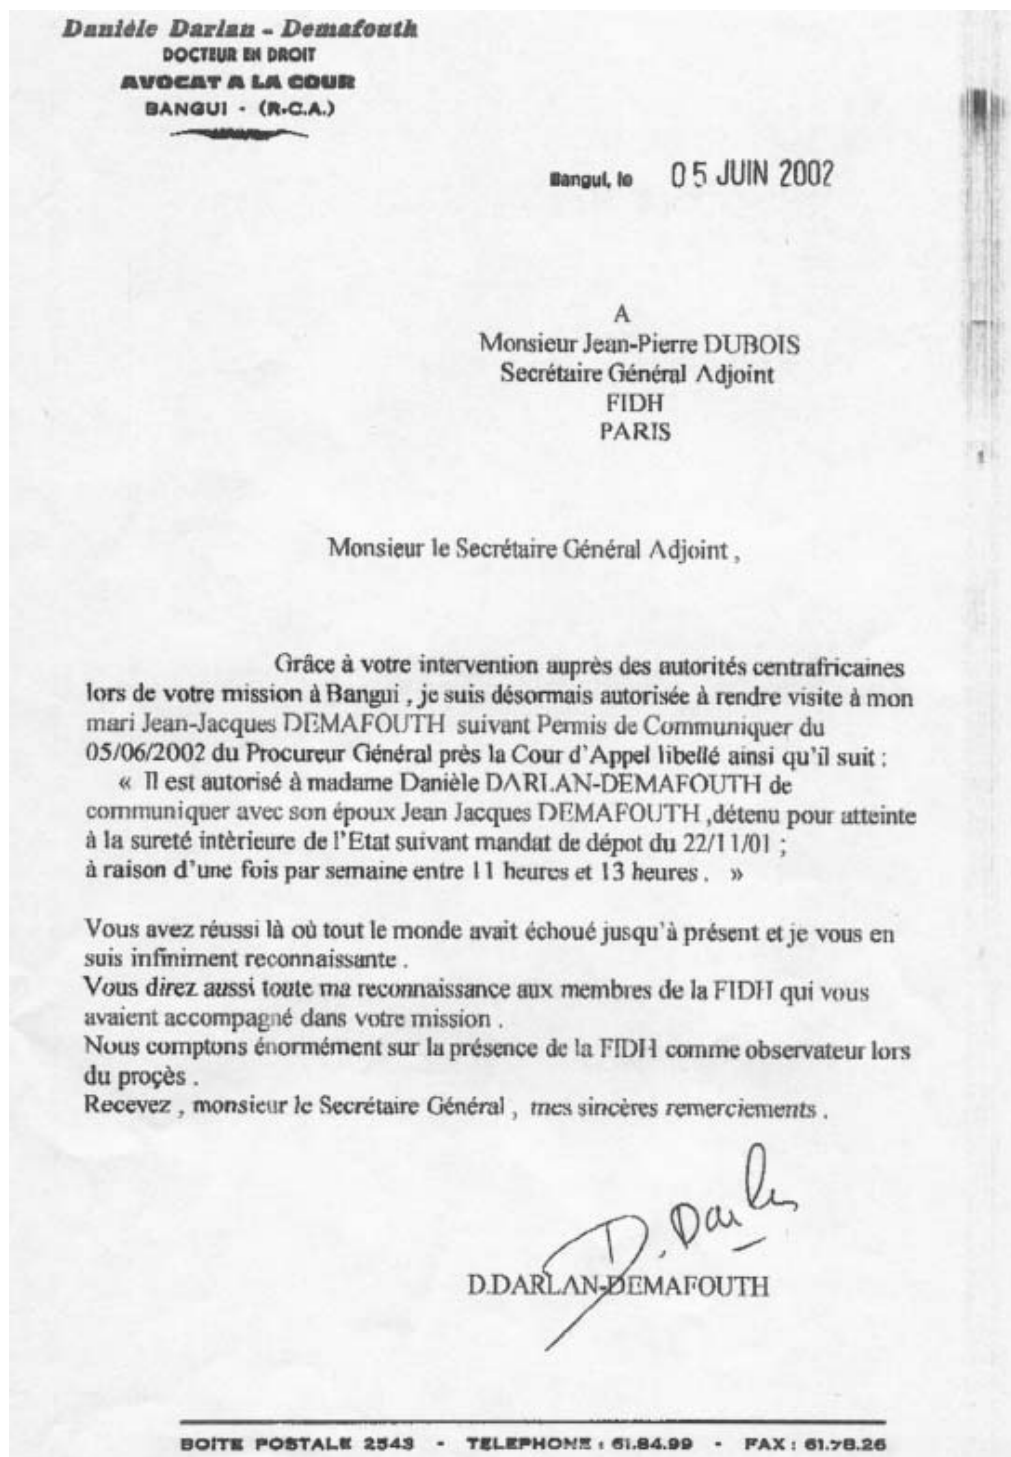 Danièle Darlan - Demafouth
DOCTEUR EN DROIT
AVOCAT A LA COUR
BANGUI - (R.C.A.)
Bangui, le 05 JUIN 2002
A
Monsieur Jean-Pierre DUBOIS
Secrétaire Général Adjoint
FIDH
PARIS
Monsieur le Secrétaire Général Adjoint ,
Grâce à votre intervention auprès des autorités centrafricaines
lors de votre mission à Bangui , je suis désormais autorisée à rendre visite à mon
mari Jean-Jacques DEMAFOUTH suivant Permis de Communiquer du
05/06/2002 du Procureur Général près la Cour d'Appel libellé ainsi qu'il suit :
« Il est autorisé à madame Danièle DARLAN-DEMAFOUTH de
communiquer avec son époux Jean Jacques DEMAFOUTH ,détenu pour atteinte
à la sureté intèrieure de l'Etat suivant mandat de dépot du 22/11/01 ;
à raison d'une fois par semaine entre 11 heures et 13 heures . »
Vous avez réussi là où tout le monde avait échoué jusqu'à présent et je vous en
suis infiniment reconnaissante .
Vous direz aussi toute ma reconnaissance aux membres de la FIDH qui vous
avaient accompagné dans votre mission .
Nous comptons énormément sur la présence de la FIDH comme observateur lors
du proçès .
Recevez , monsieur le Secrétaire Général , mes sincères remerciements .
D. Darlan
D.DARLAN-DEMAFOUTH
BOITE POSTALE 2543 - TELEPHONE : 61.84.99 - FAX : 61.78.26